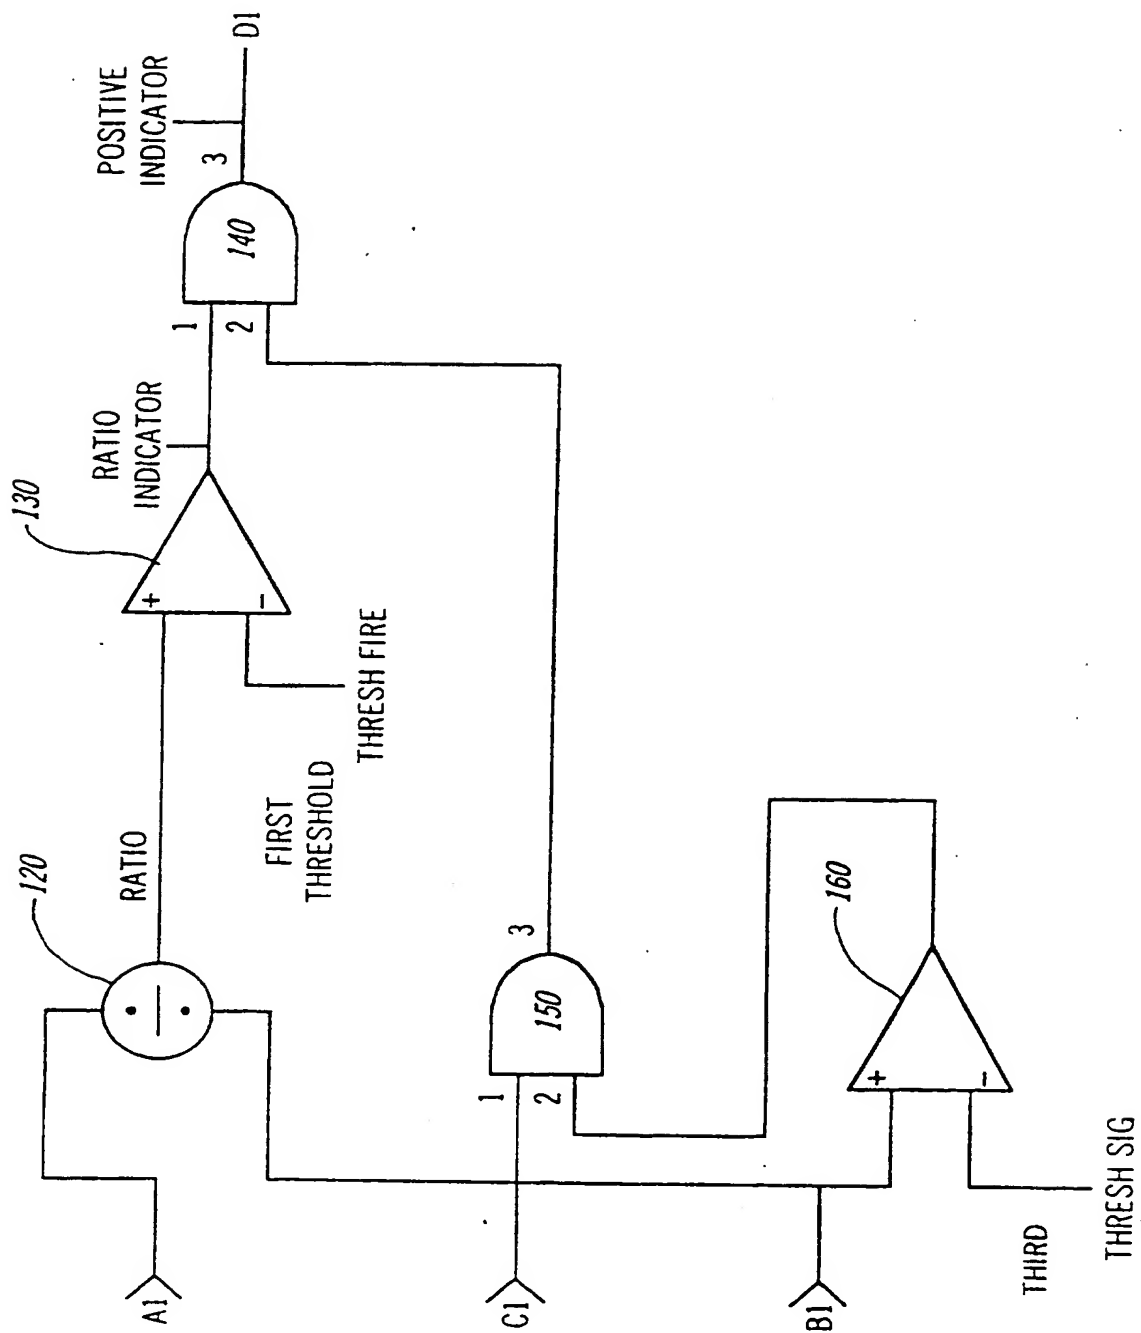 A1
C1
B1
120
RATIO
FIRST
THRESHOLD
THRESH FIRE
130
+
−
RATIO
INDICATOR
1
2
140
3
POSITIVE
INDICATOR
D1
1
2
150
3
160
+
−
THIRD
THRESH SIG